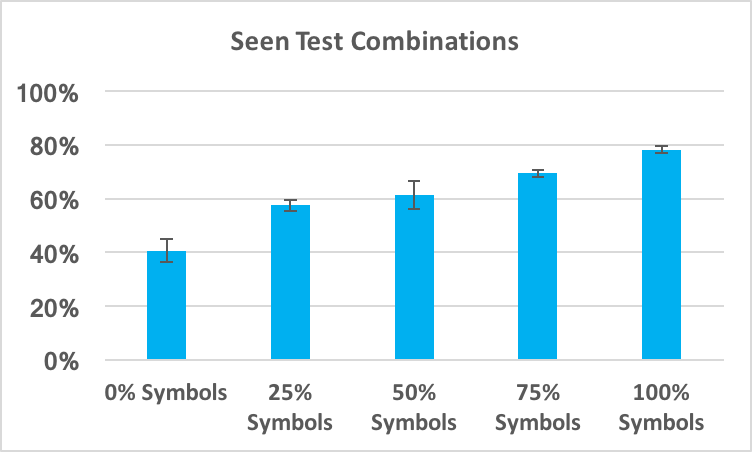 Seen Test Combinations
100%
80%
60%
40%
20%
0%
0% Symbols
25%
Symbols
50%
Symbols
75%
Symbols
100%
Symbols